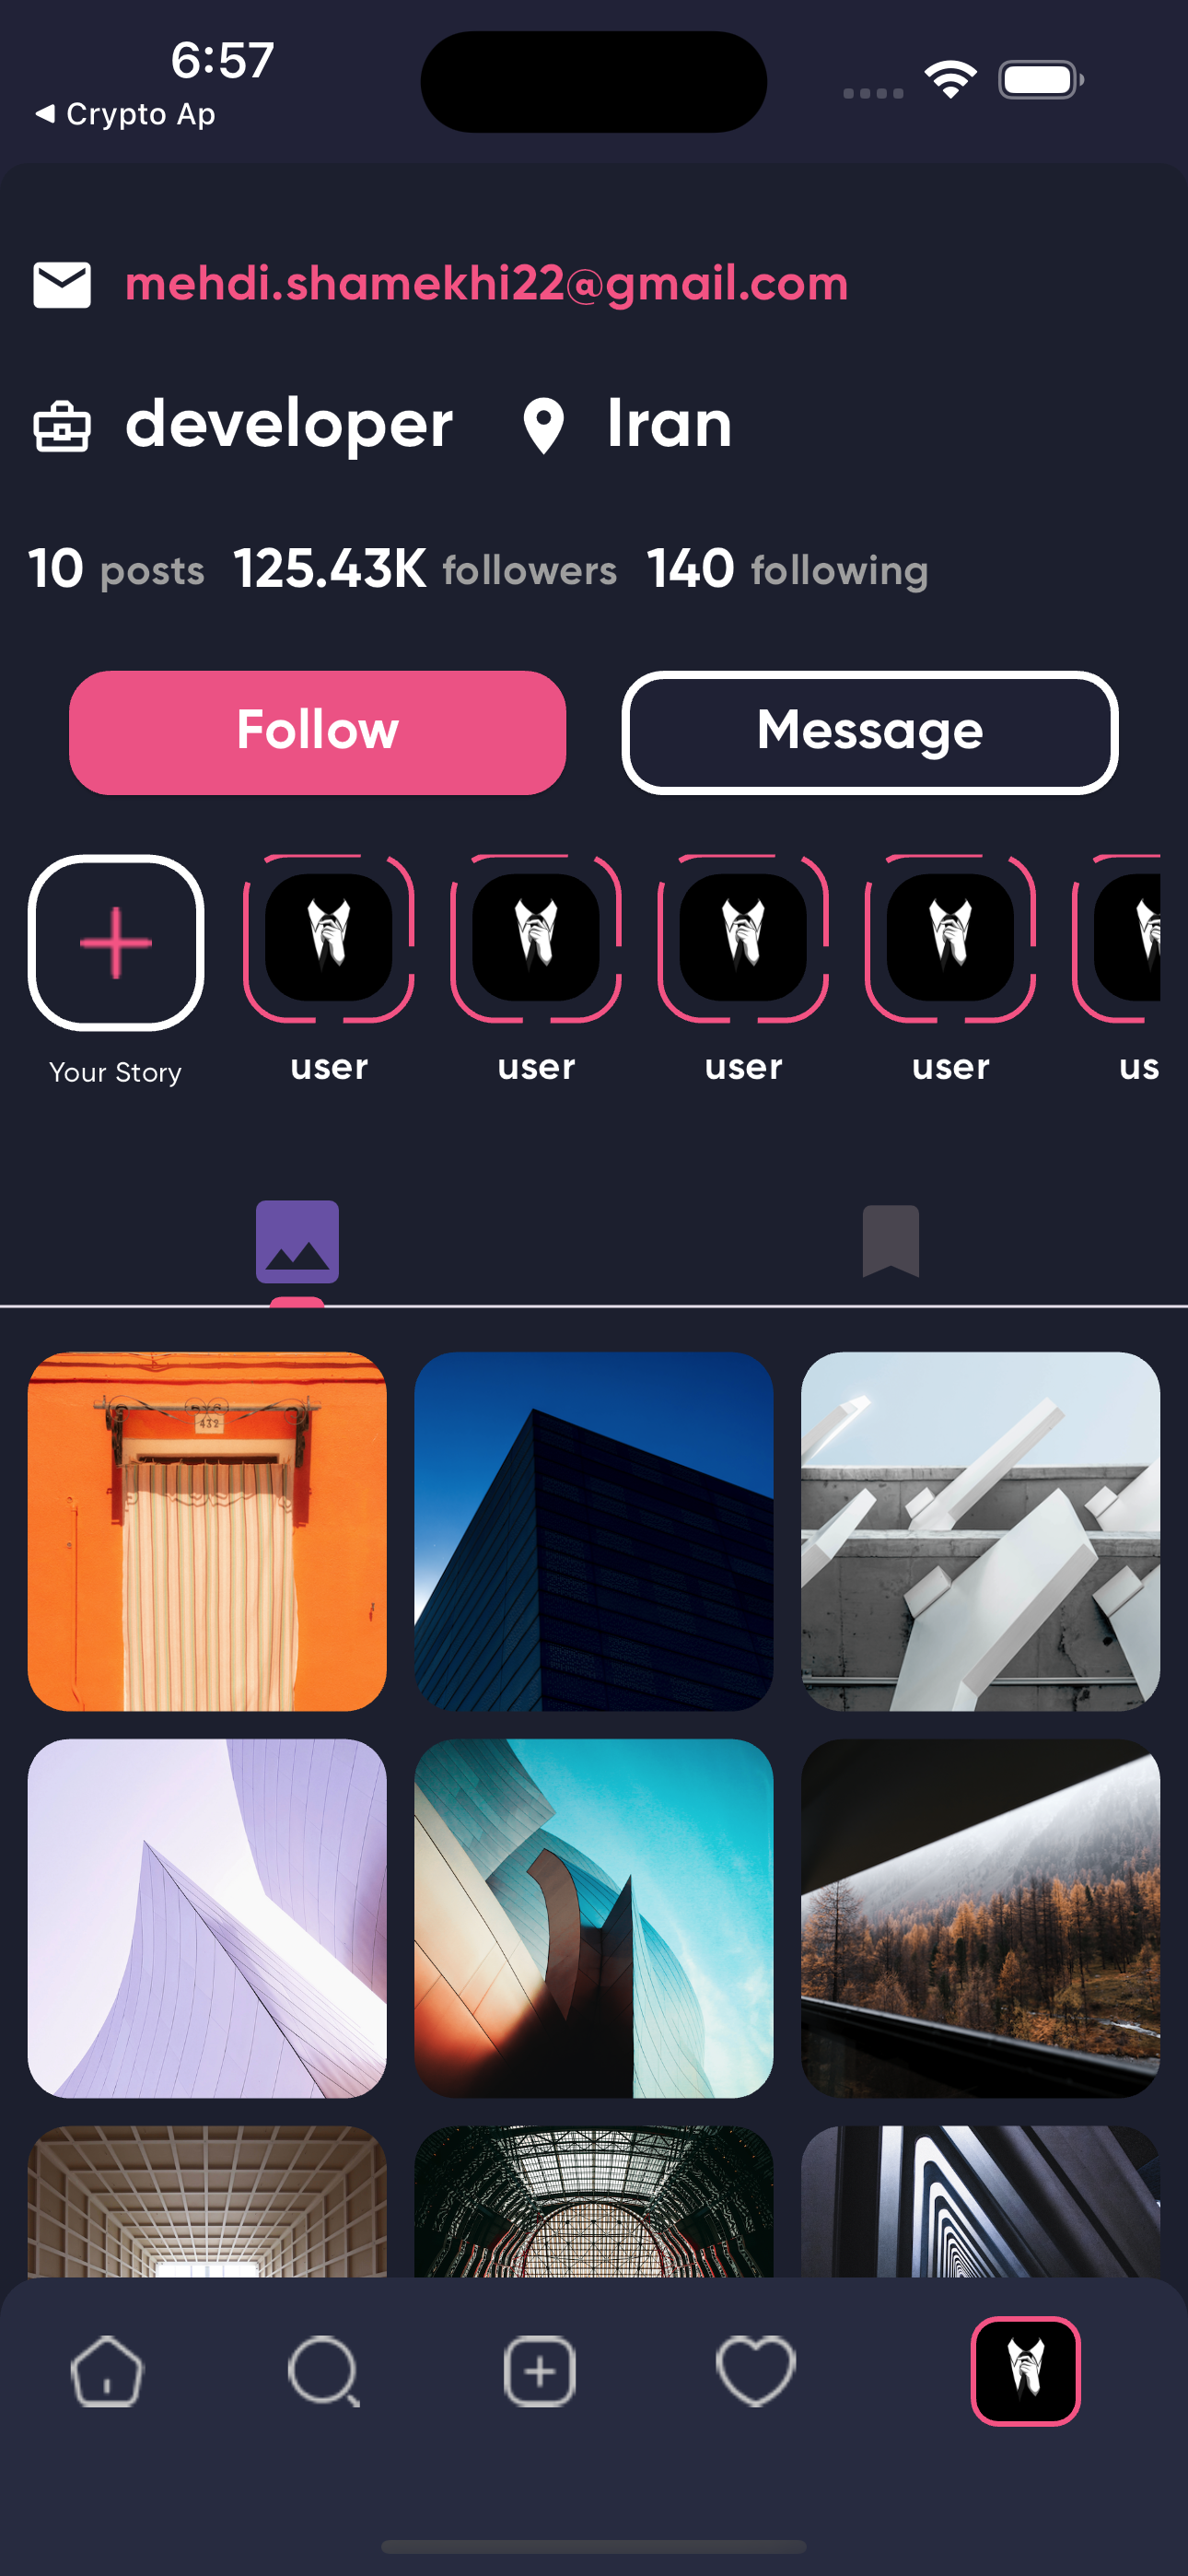 6:57
◀ Crypto Ap
mehdi.shamekhi22@gmail.com
developer Iran
10 posts 125.43K followers 140 following
Follow Message
Your Story user user user user us
432